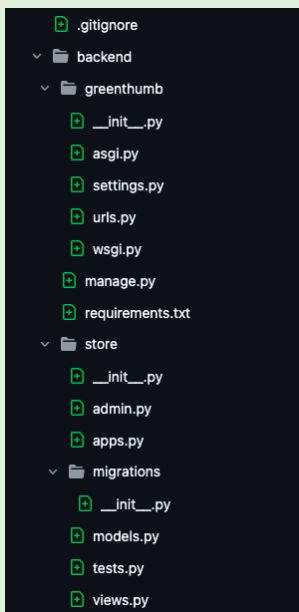 .gitignore
backend
greenthumb
__init__.py
asgi.py
settings.py
urls.py
wsgi.py
manage.py
requirements.txt
store
__init__.py
admin.py
apps.py
migrations
__init__.py
models.py
tests.py
views.py